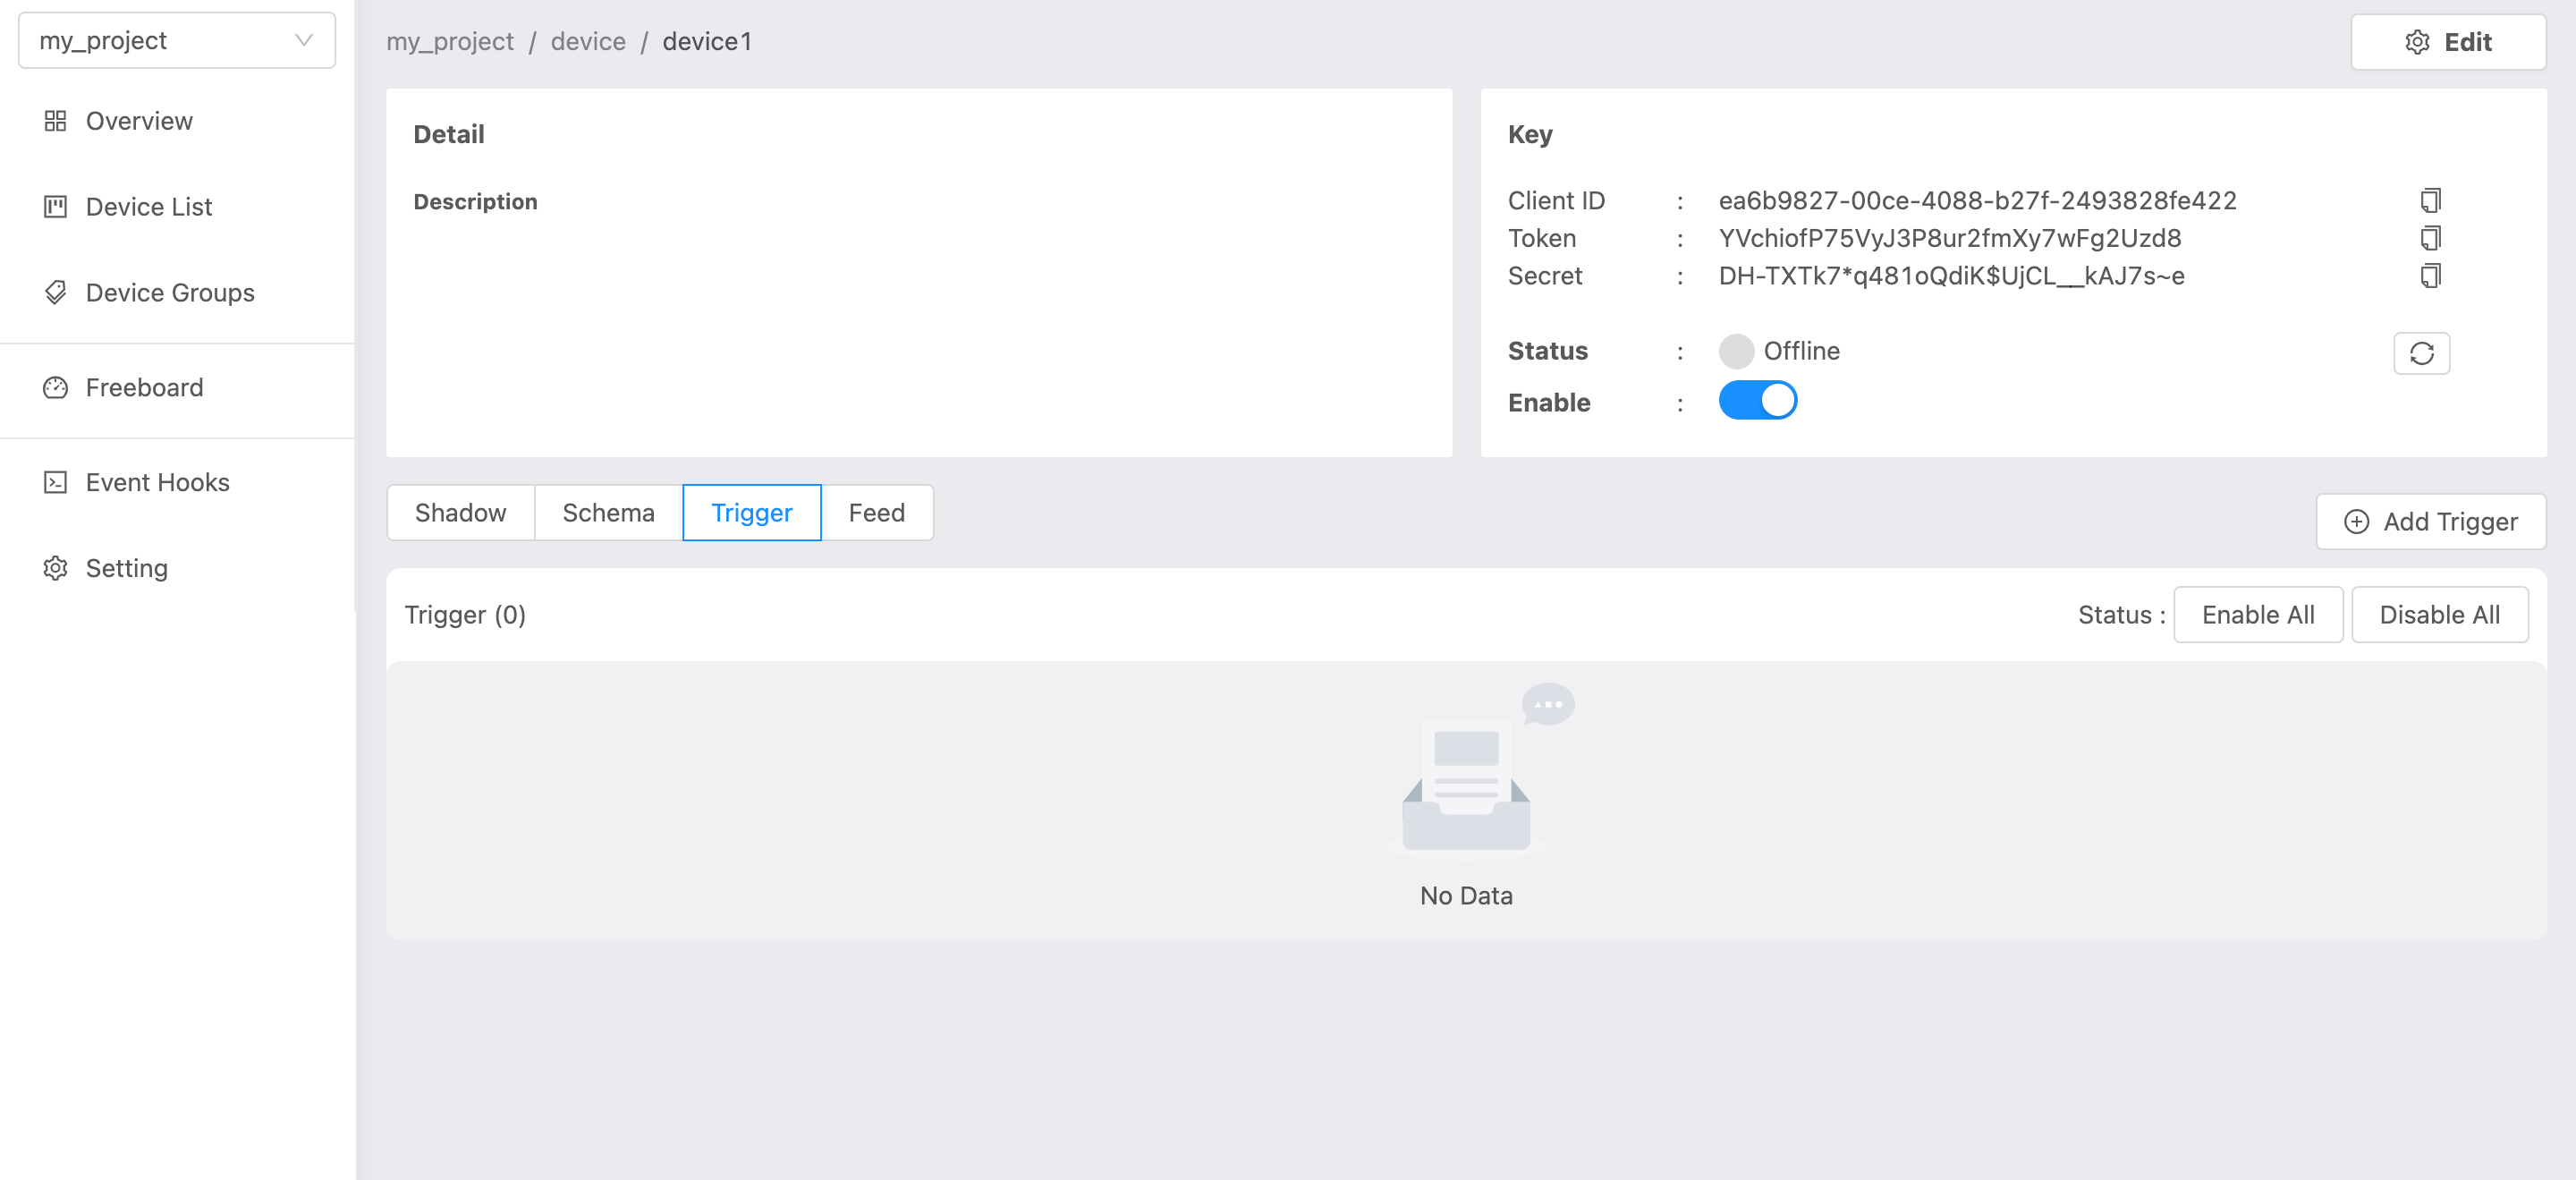 my_project
Overview
Device List
Device Groups
Freeboard
Event Hooks
Setting
my_project / device / device1
Edit
Detail
Description
Key
Client ID : ea6b9827-00ce-4088-b27f-2493828fe422
Token : YVchiofP75VyJ3P8ur2fmXy7wFg2Uzd8
Secret : DH-TXTk7*q481oQdiK$UjCL__kAJ7s~e
Status : Offline
Enable :
Shadow Schema Trigger Feed
Add Trigger
Trigger (0)
Status : Enable All Disable All
No Data